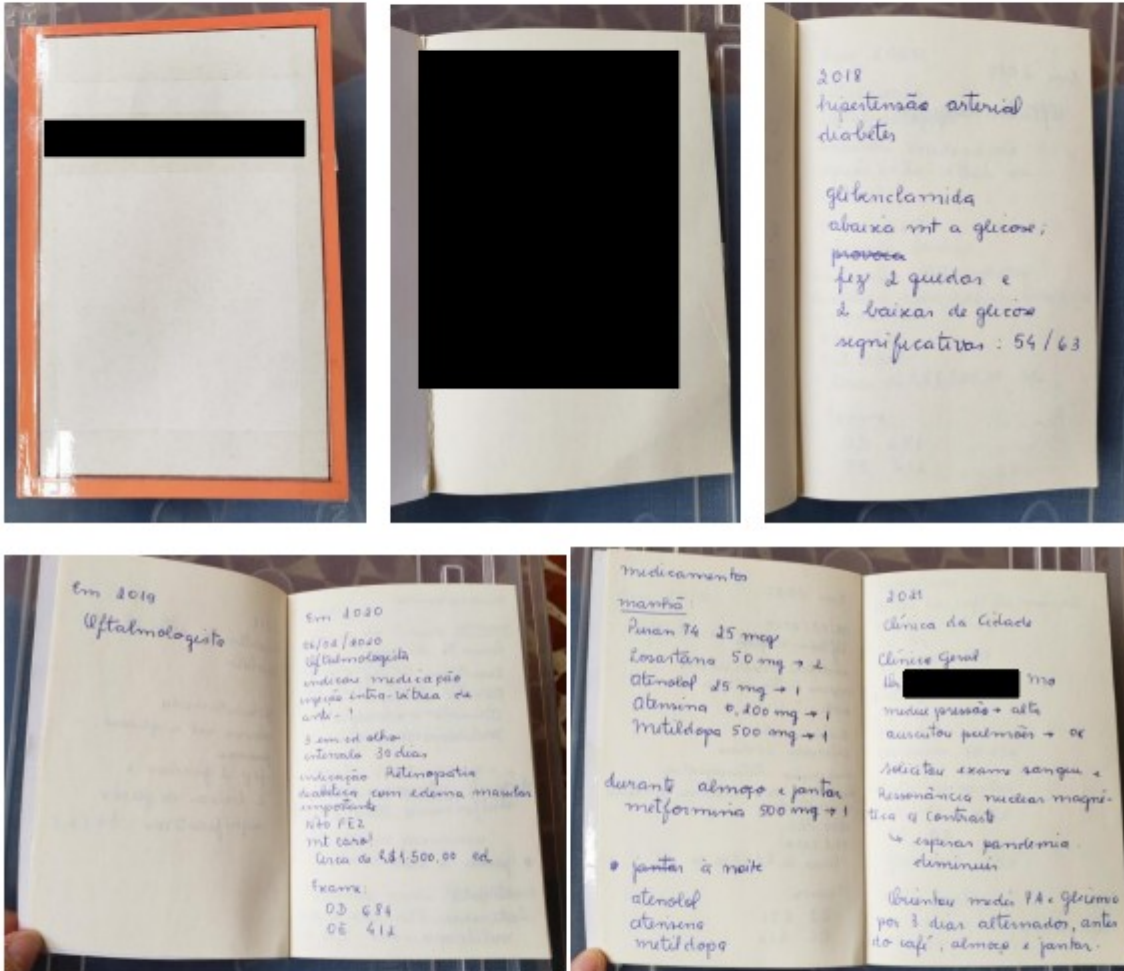 2018
hipertensão arterial
diabetes
glibenclamida
abaixa mt a glicose;
provoca
fez 2 quedas e
2 baixas de glicose
significativas: 54/63
Em 2019
Oftalmologista
Em 2020
Oftalmologista
indicou medicação
injeção intra-vítrea de
anti-!
3 em cd olho
intervalo 30 dias
indicação Retinopatia
diabética com edema macular
importante
Não FEZ
mt caro!
Cerca de R$1.500,00 cd
Exame:
OD 684
OE 412
medicamentos
manhã:
Puran T4 25 mcg
Losartana 50 mg → 2
atenolol 25 mg → 1
atensina 0,200 mg → 1
Metildopa 500 mg → 1
durante almoço e jantar
metformina 500 mg → 1
• jantar à noite
atenolol
atensina
metildopa
2021
Clínica da Cidade
Clínico Geral
mediu pressão → alta
auscultou pulmões → ok
solicitou exame sangue e
Ressonância nuclear magné-
tica c contraste
↳ esperar pandemia
diminuir
Orientou medir PA e glicemia
por 3 dias alternados, antes
do café, almoço e jantar.